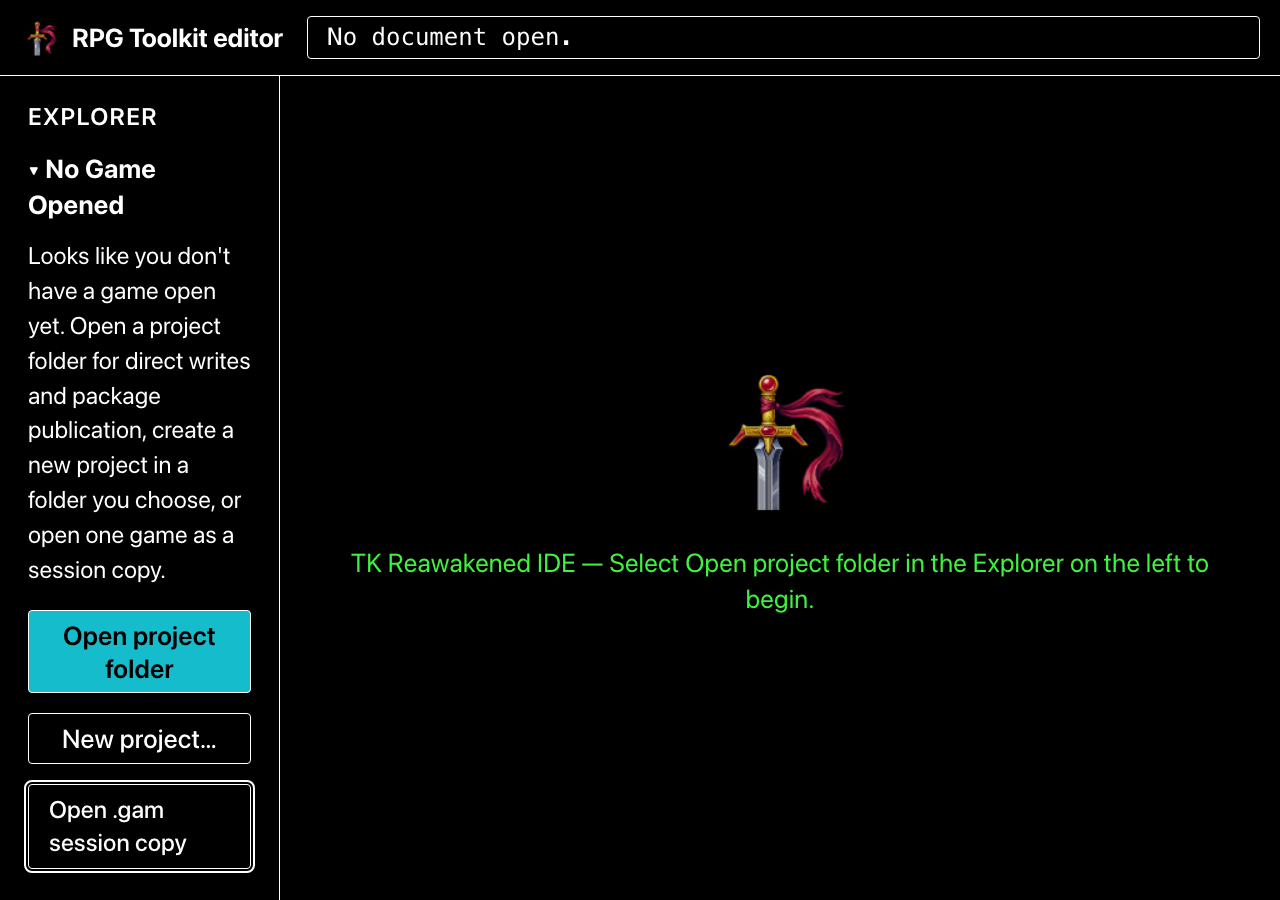 RPG Toolkit editor
No document open.
EXPLORER
▾ No Game
Opened
Looks like you don't
have a game open
yet. Open a project
folder for direct writes
and package
publication, create a
new project in a
folder you choose, or
open one game as a
session copy.
Open project
folder
New project...
Open .gam
session copy
TK Reawakened IDE — Select Open project folder in the Explorer on the left to
begin.